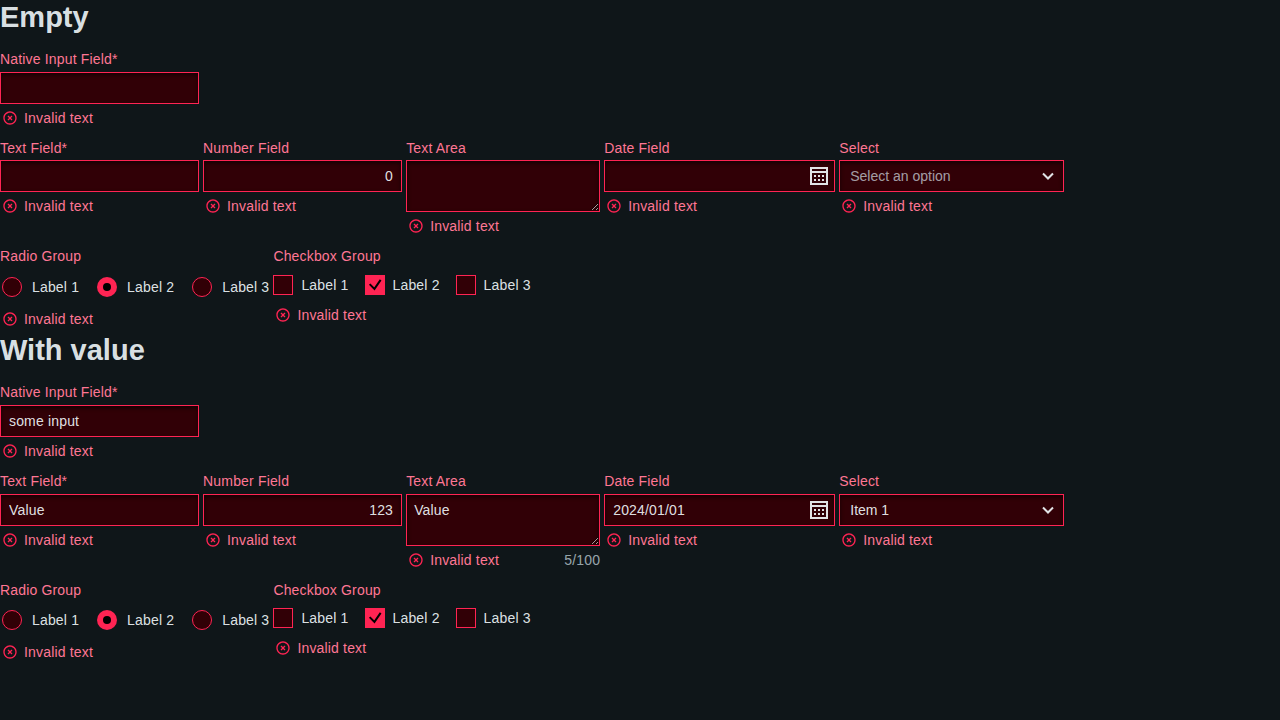 Empty
Native Input Field*
Invalid text
Text Field* Number Field Text Area Date Field Select
0 Select an option
Invalid text Invalid text Invalid text Invalid text
Invalid text
Radio Group Checkbox Group
Label 1 Label 2 Label 3 Label 1 Label 2 Label 3
Invalid text Invalid text
With value
Native Input Field*
some input
Invalid text
Text Field* Number Field Text Area Date Field Select
Value 123 Value 2024/01/01 Item 1
Invalid text Invalid text Invalid text Invalid text
Invalid text 5/100
Radio Group Checkbox Group
Label 1 Label 2 Label 3 Label 1 Label 2 Label 3
Invalid text Invalid text